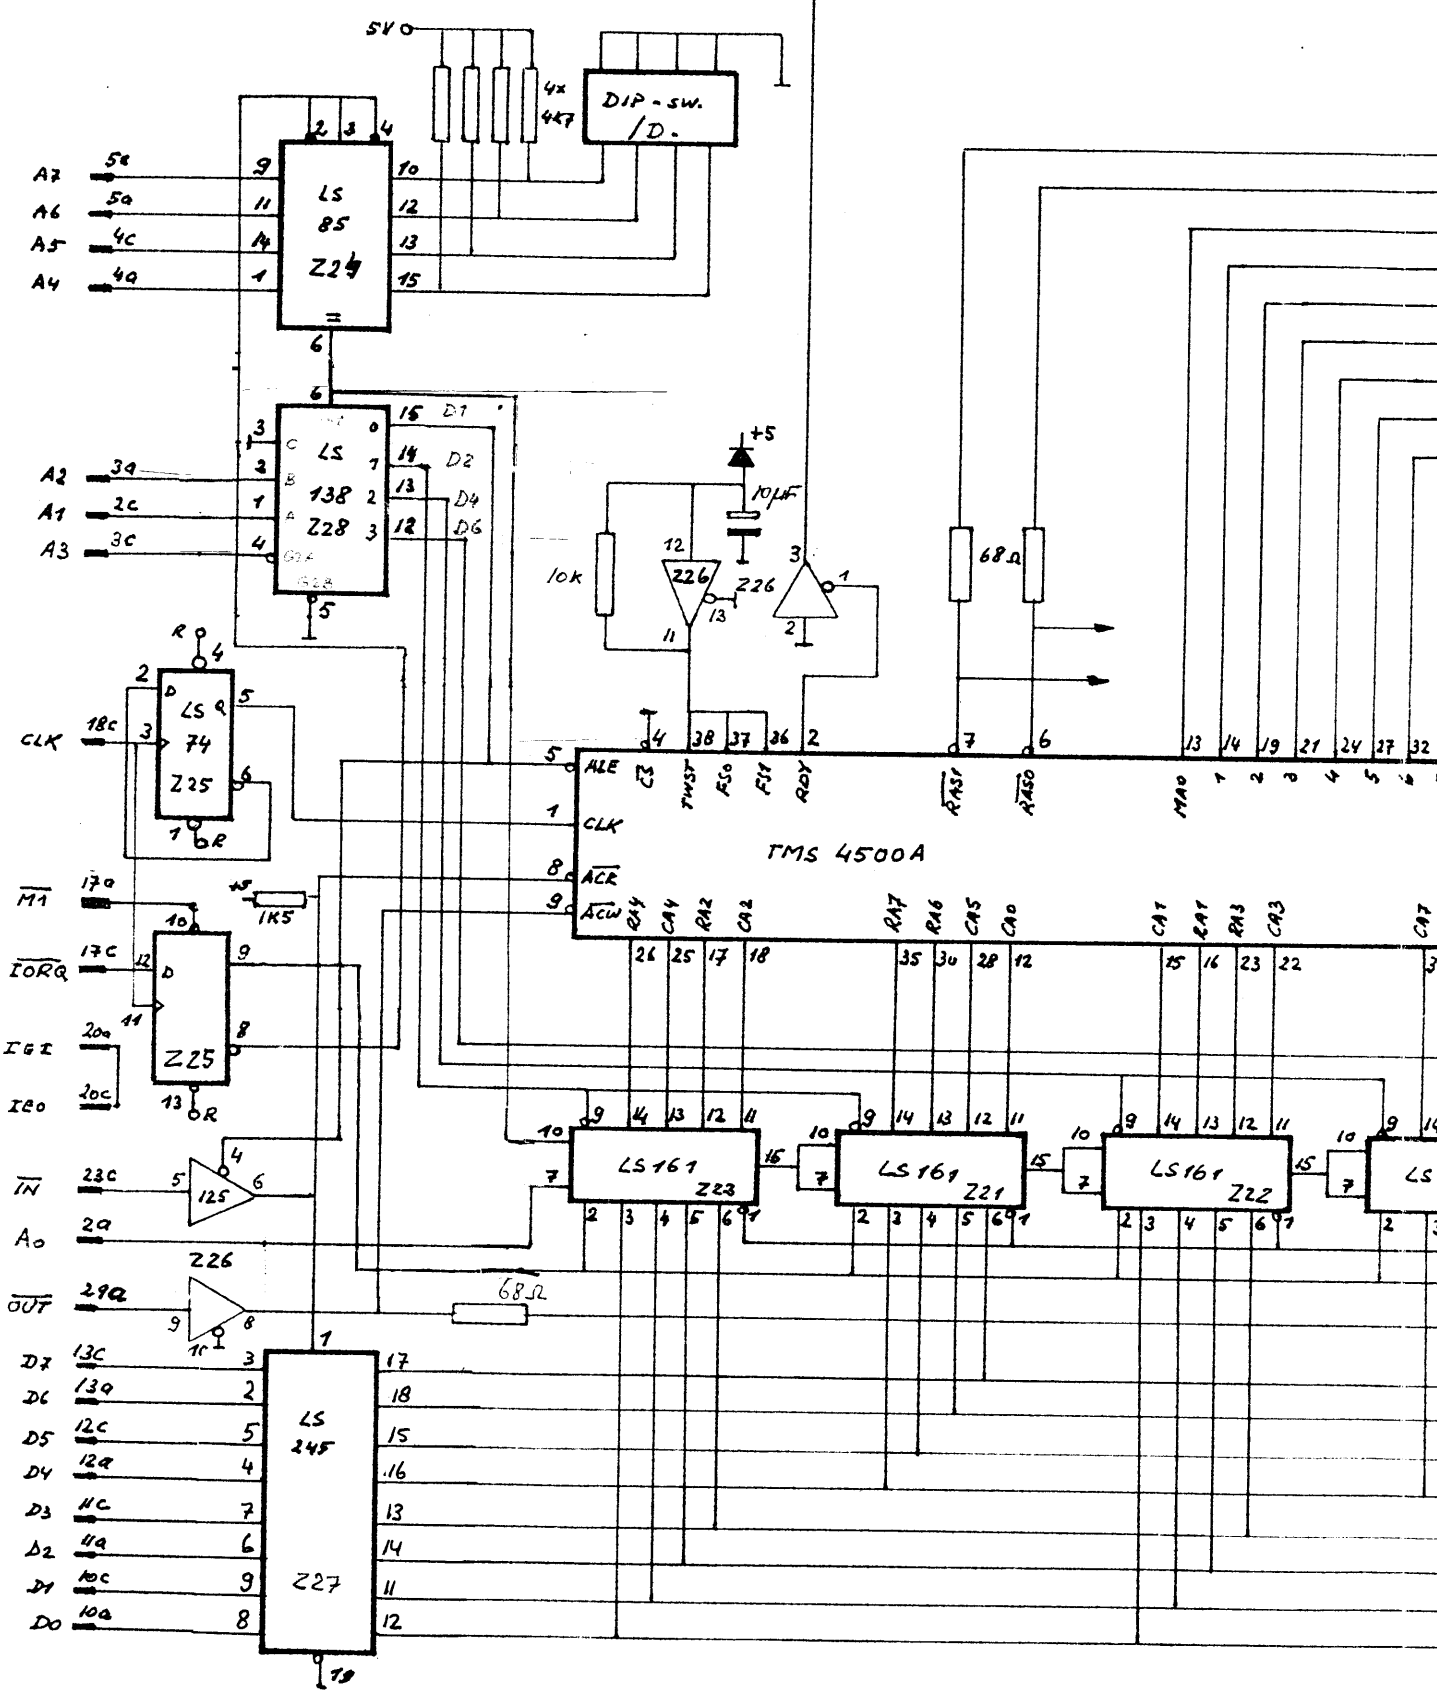 5V
4x
4K7
DIP-SW.
/D.
2 3 4
A7 5c 9 10
A6 5a 11 12
A5 4c 14 13
A4 4a 1 15
LS
85
=
6
6
3 C 0 15 D1
LS 1 14 D2
A2 3a 2 B 138 2 13 D4
A1 2c 1 A Z28 3 12 D6
A3 3c 4 G2A
G2B
5
+5
10µF
10K
12
Z26
13
11
Z26
3
1
2
68Ω
R 4
2 D LS Q 5
CLK 18c 3 74
Z25 6
1 R
M1 17a 10
+5
1K5
IORQ 17c 12 D 9
11
IEI 20a 8
Z25
IEO 20c
13 R
4
IN 23c 5 125 6
A0 2a
Z26
OUT 29a 9 8
68Ω
4 38 37 36 2 7 6 13 14 19 21 24 27 32
5 ALE CS TWST FS0 FS1 RDY RAS1 RAS0 MA0 1 2 3 4 5
1 CLK
TMS 4500A
8 ACR
9 ACW
RA4 CA4 RA2 CA2 RA7 RA6 CA5 CA0 CA1 RA1 RA3 CA3 CA7
26 25 17 18 35 30 28 12 15 16 23 22 3
9 14 13 12 11 9 14 13 12 11 9 14 13 12 11 9 14
10 7 LS161 Z23 15 10 7 LS161 Z21 15 10 7 LS161 Z22 15 10 7 LS
2 3 4 5 6 1 2 3 4 5 6 1 2 3 4 5 6 1 2 3
1
D7 13c 3 17
D6 13a 2 18
D5 12c 5 15
D4 12a 4 16
D3 11c 7 13
D2 11a 6 14
D1 10c 9 11
D0 10a 8 12
LS
245
Z27
19